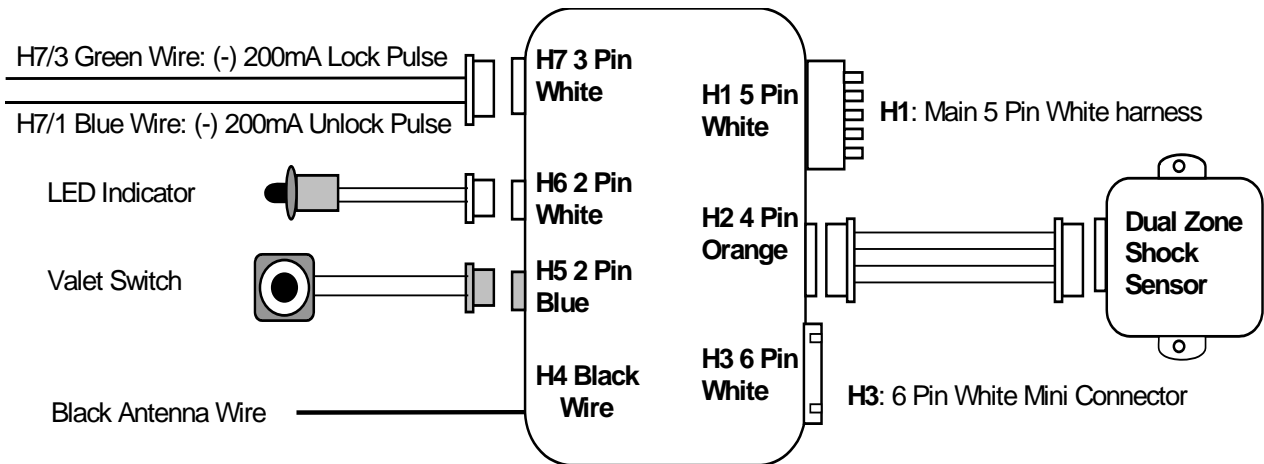 H7/3 Green Wire: (-) 200mA Lock Pulse
H7/1 Blue Wire: (-) 200mA Unlock Pulse
LED Indicator
Valet Switch
Black Antenna Wire
H7 3 Pin
White
H6 2 Pin
White
H5 2 Pin
Blue
H4 Black
Wire
H1 5 Pin
White
H2 4 Pin
Orange
H3 6 Pin
White
H1: Main 5 Pin White harness
Dual Zone
Shock
Sensor
H3: 6 Pin White Mini Connector